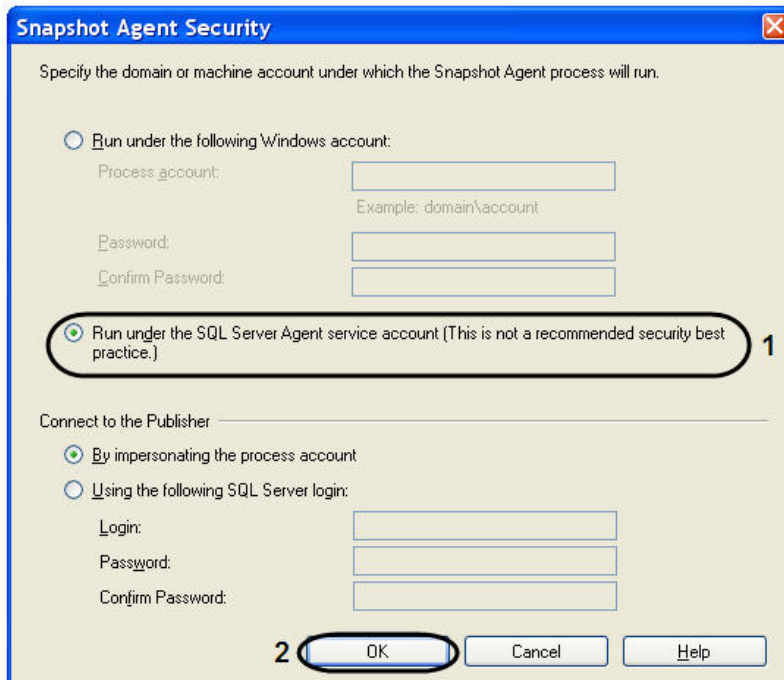 Snapshot Agent Security
Specify the domain or machine account under which the Snapshot Agent process will run.
Run under the following Windows account:
Process account:
Example: domain\account
Password:
Confirm Password:
Run under the SQL Server Agent service account (This is not a recommended security best
practice.)
1
Connect to the Publisher
By impersonating the process account
Using the following SQL Server login:
Login:
Password:
Confirm Password:
2
OK
Cancel
Help